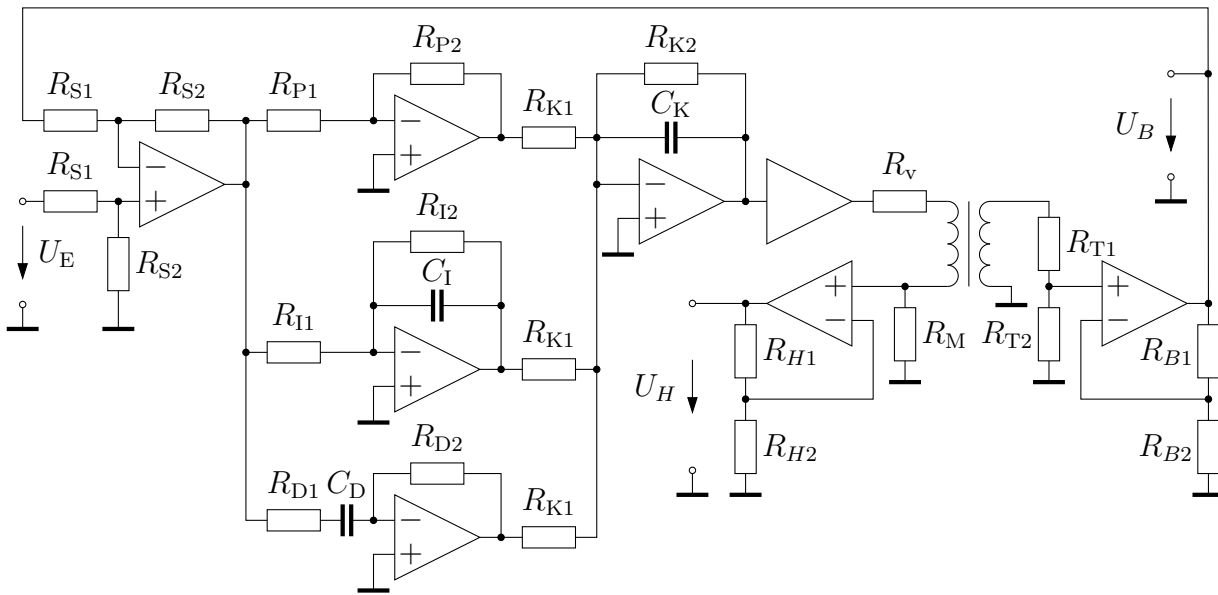 R_P2
R_K2
R_S1
R_S2
R_P1
R_K1
C_K
U_B
R_S1
R_v
U_E
R_S2
R_I2
C_I
R_T1
R_I1
R_K1
R_H1
R_M
R_T2
R_B1
U_H
R_D2
R_H2
R_B2
R_D1
C_D
R_K1